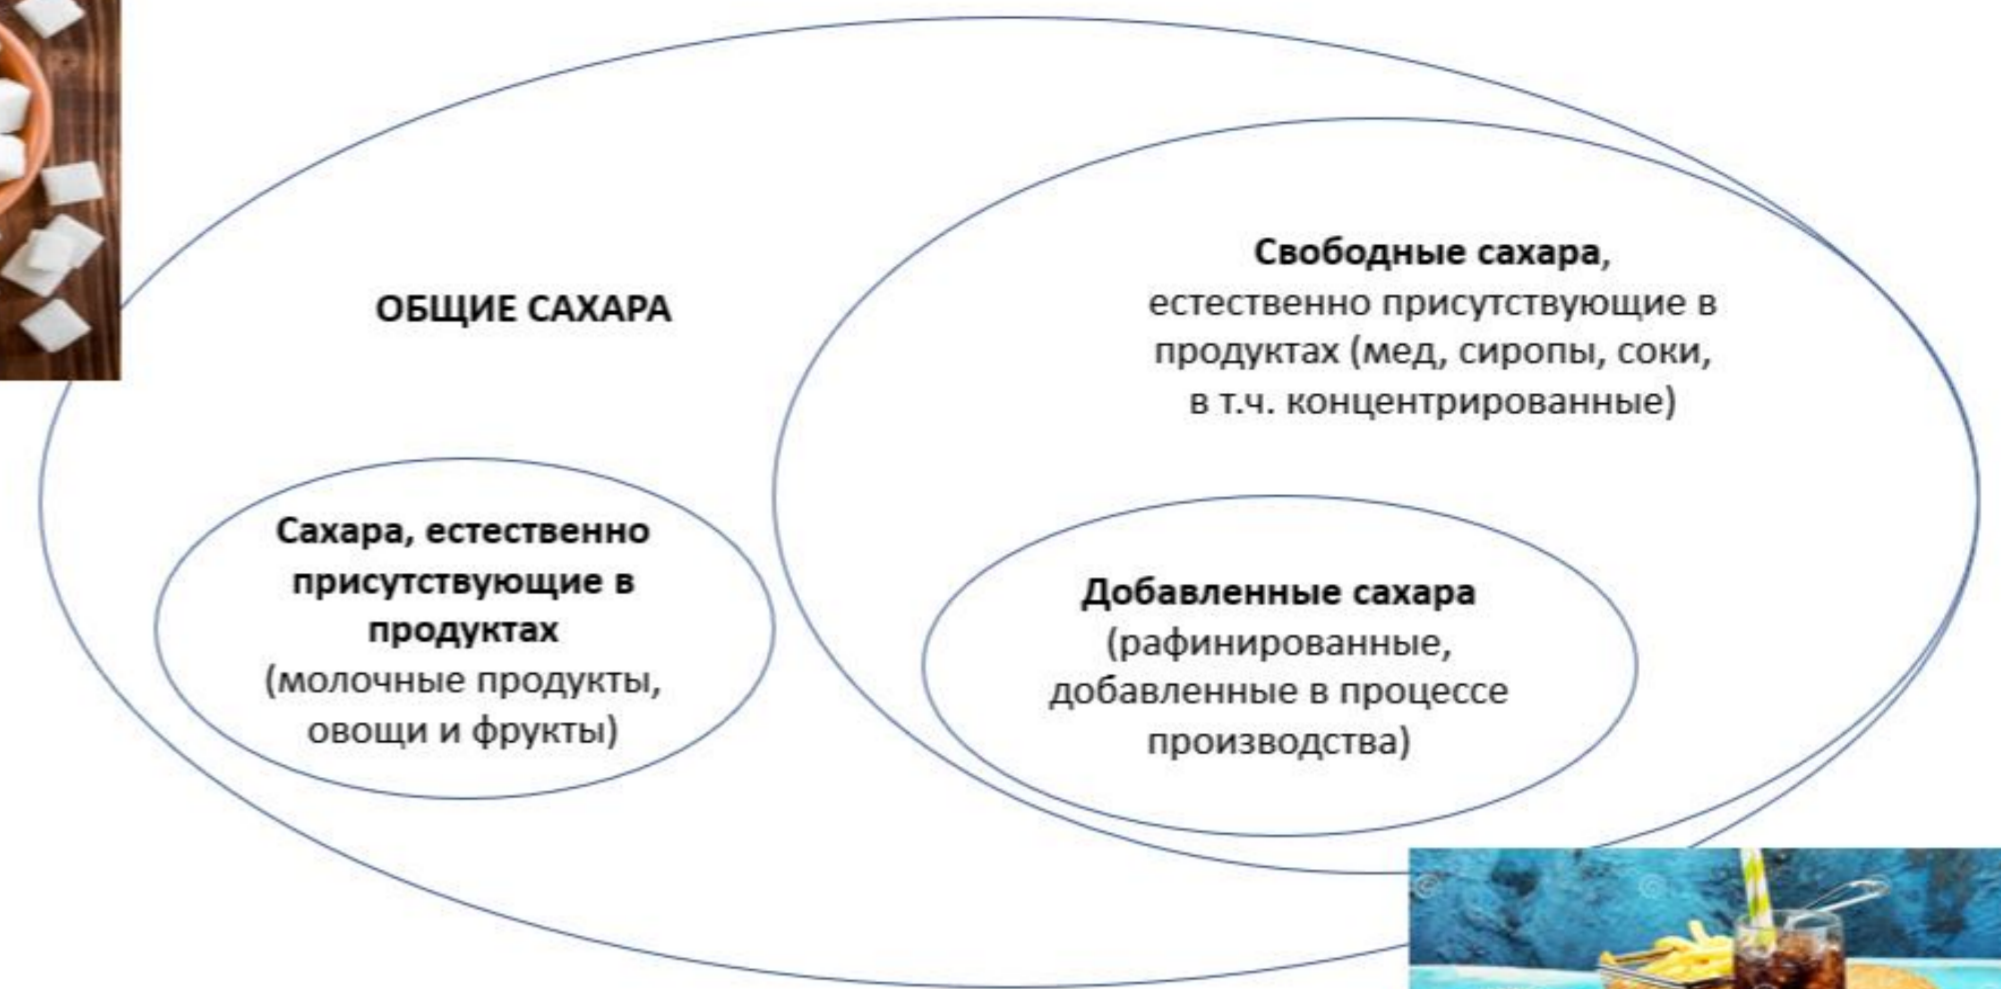 ОБЩИЕ САХАРА
Свободные сахара,
естественно присутствующие в
продуктах (мед, сиропы, соки,
в т.ч. концентрированные)
Сахара, естественно
присутствующие в
продуктах
(молочные продукты,
овощи и фрукты)
Добавленные сахара
(рафинированные,
добавленные в процессе
производства)